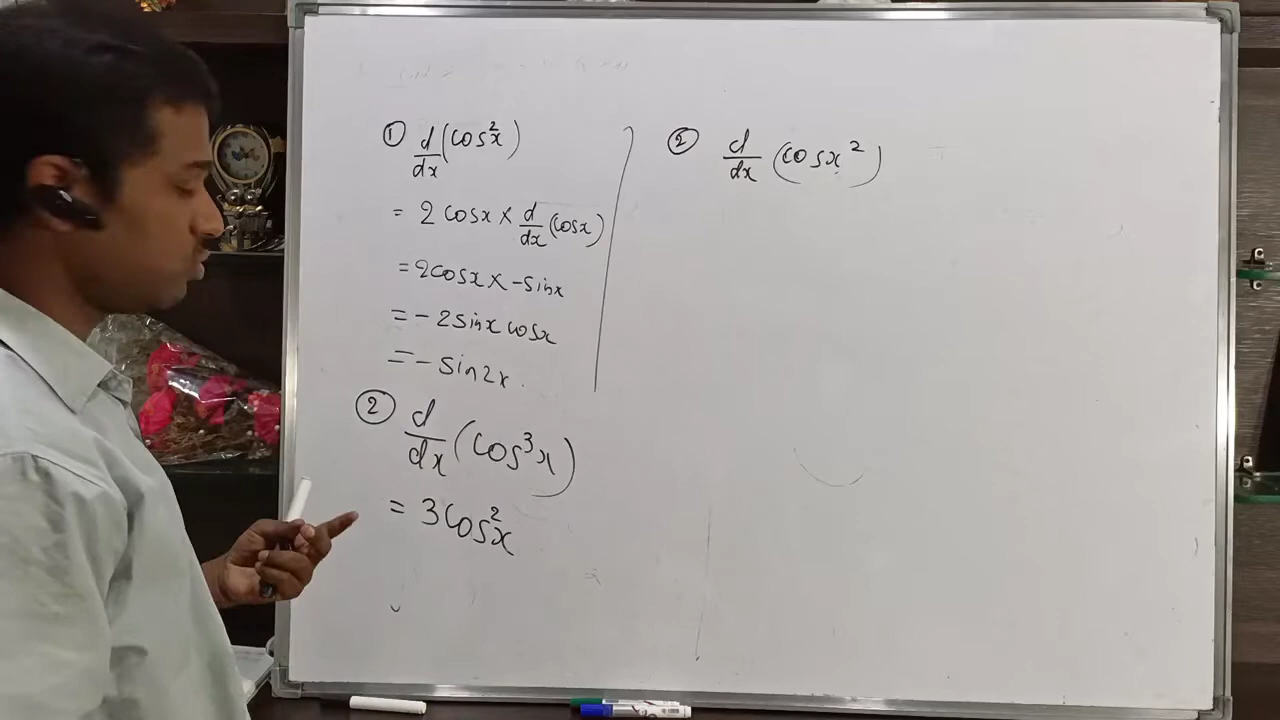 ① d/dx (cos²x)
= 2 cosx × d/dx (cosx)
= 2cosx × -sinx
= -2sinx cosx
= -sin2x.
② d/dx (cos³x)
= 3cos²x
② d/dx (cosx²)